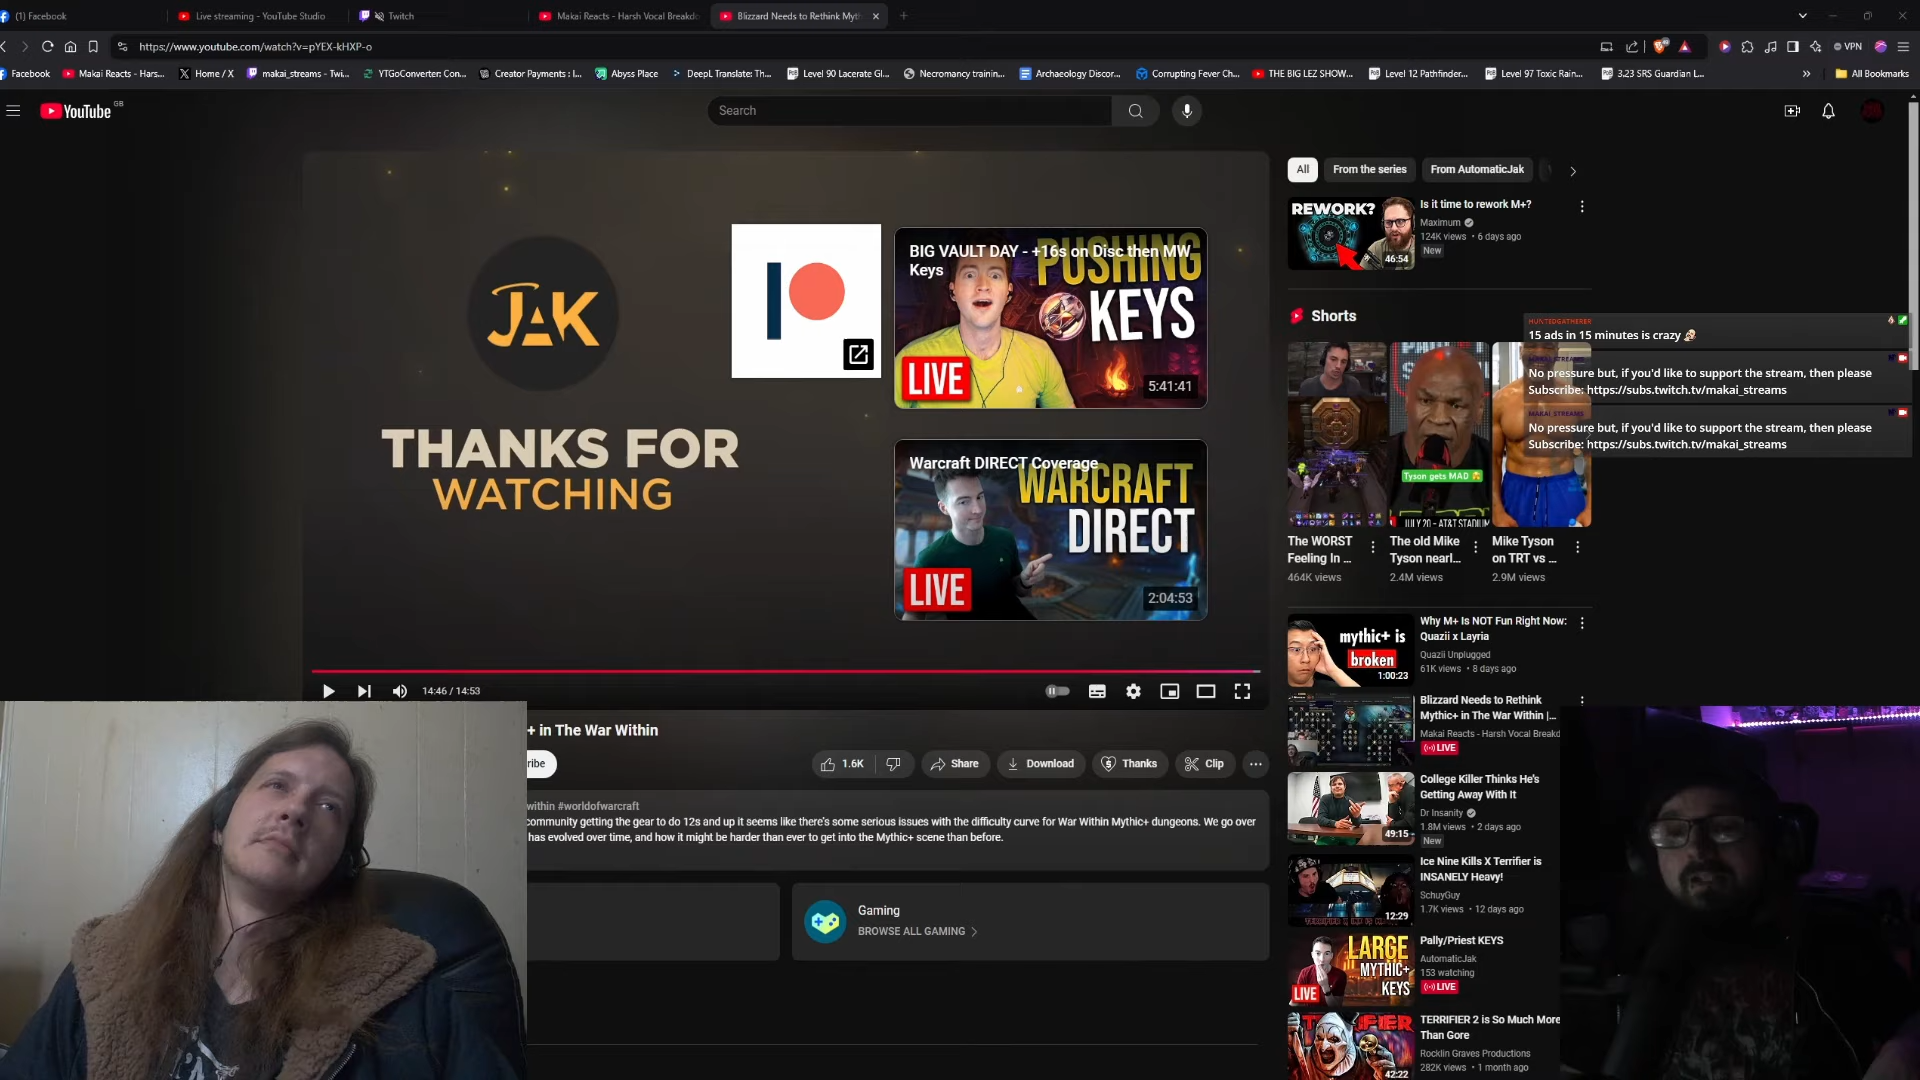 (1) Facebook
Live streaming - YouTube Studio
Twitch
Makai Reacts - Harsh Vocal Breakdo
Blizzard Needs to Rethink Myth
https://www.youtube.com/watch?v=pYEX-kHXP-o
VPN
Facebook
Makai Reacts - Hars...
Home / X
makai_streams - Twi...
YTGoConverter: Con...
Creator Payments : I...
Abyss Place
DeepL Translate: Th...
Level 90 Lacerate Gl...
Necromancy trainin...
Archaeology Discor...
Corrupting Fever Ch...
THE BIG LEZ SHOW...
Level 12 Pathfinder...
Level 97 Toxic Rain...
3.23 SRS Guardian L...
All Bookmarks
YouTube GB
Search
JAK
THANKS FOR
WATCHING
BIG VAULT DAY - +16s on Disc then MW
Keys
PUSHING
KEYS
LIVE
5:41:41
Warcraft DIRECT Coverage
WARCRAFT
DIRECT
LIVE
2:04:53
14:46 / 14:53
+ in The War Within
ribe
1.6K
Share
Download
Thanks
Clip
within #worldofwarcraft
community getting the gear to do 12s and up it seems like there's some serious issues with the difficulty curve for War Within Mythic+ dungeons. We go over
has evolved over time, and how it might be harder than ever to get into the Mythic+ scene than before.
Gaming
BROWSE ALL GAMING
All
From the series
From AutomaticJak
REWORK?
46:54
Is it time to rework M+?
Maximum
124K views • 6 days ago
New
Shorts
HUNTEDGATHERER
15 ads in 15 minutes is crazy
MAKAI_STREAMS
No pressure but, if you'd like to support the stream, then please
Subscribe: https://subs.twitch.tv/makai_streams
MAKAI_STREAMS
No pressure but, if you'd like to support the stream, then please
Subscribe: https://subs.twitch.tv/makai_streams
Tyson gets MAD
JULY 20 - AT&T STADIU
The WORST
Feeling In ...
464K views
The old Mike
Tyson nearl...
2.4M views
Mike Tyson
on TRT vs ...
2.9M views
mythic+ is
broken
1:00:23
Why M+ Is NOT Fun Right Now:
Quazii x Layria
Quazii Unplugged
61K views • 8 days ago
Blizzard Needs to Rethink
Mythic+ in The War Within |...
Makai Reacts - Harsh Vocal Breakd
LIVE
49:15
College Killer Thinks He's
Getting Away With It
Dr Insanity
1.8M views • 2 days ago
New
12:29
Ice Nine Kills X Terrifier is
INSANELY Heavy!
SchuyGuy
1.7K views • 12 days ago
LARGE
MYTHIC+
KEYS
LIVE
Pally/Priest KEYS
AutomaticJak
153 watching
LIVE
42:22
TERRIFIER 2 is So Much More
Than Gore
Rocklin Graves Productions
282K views • 1 month ago